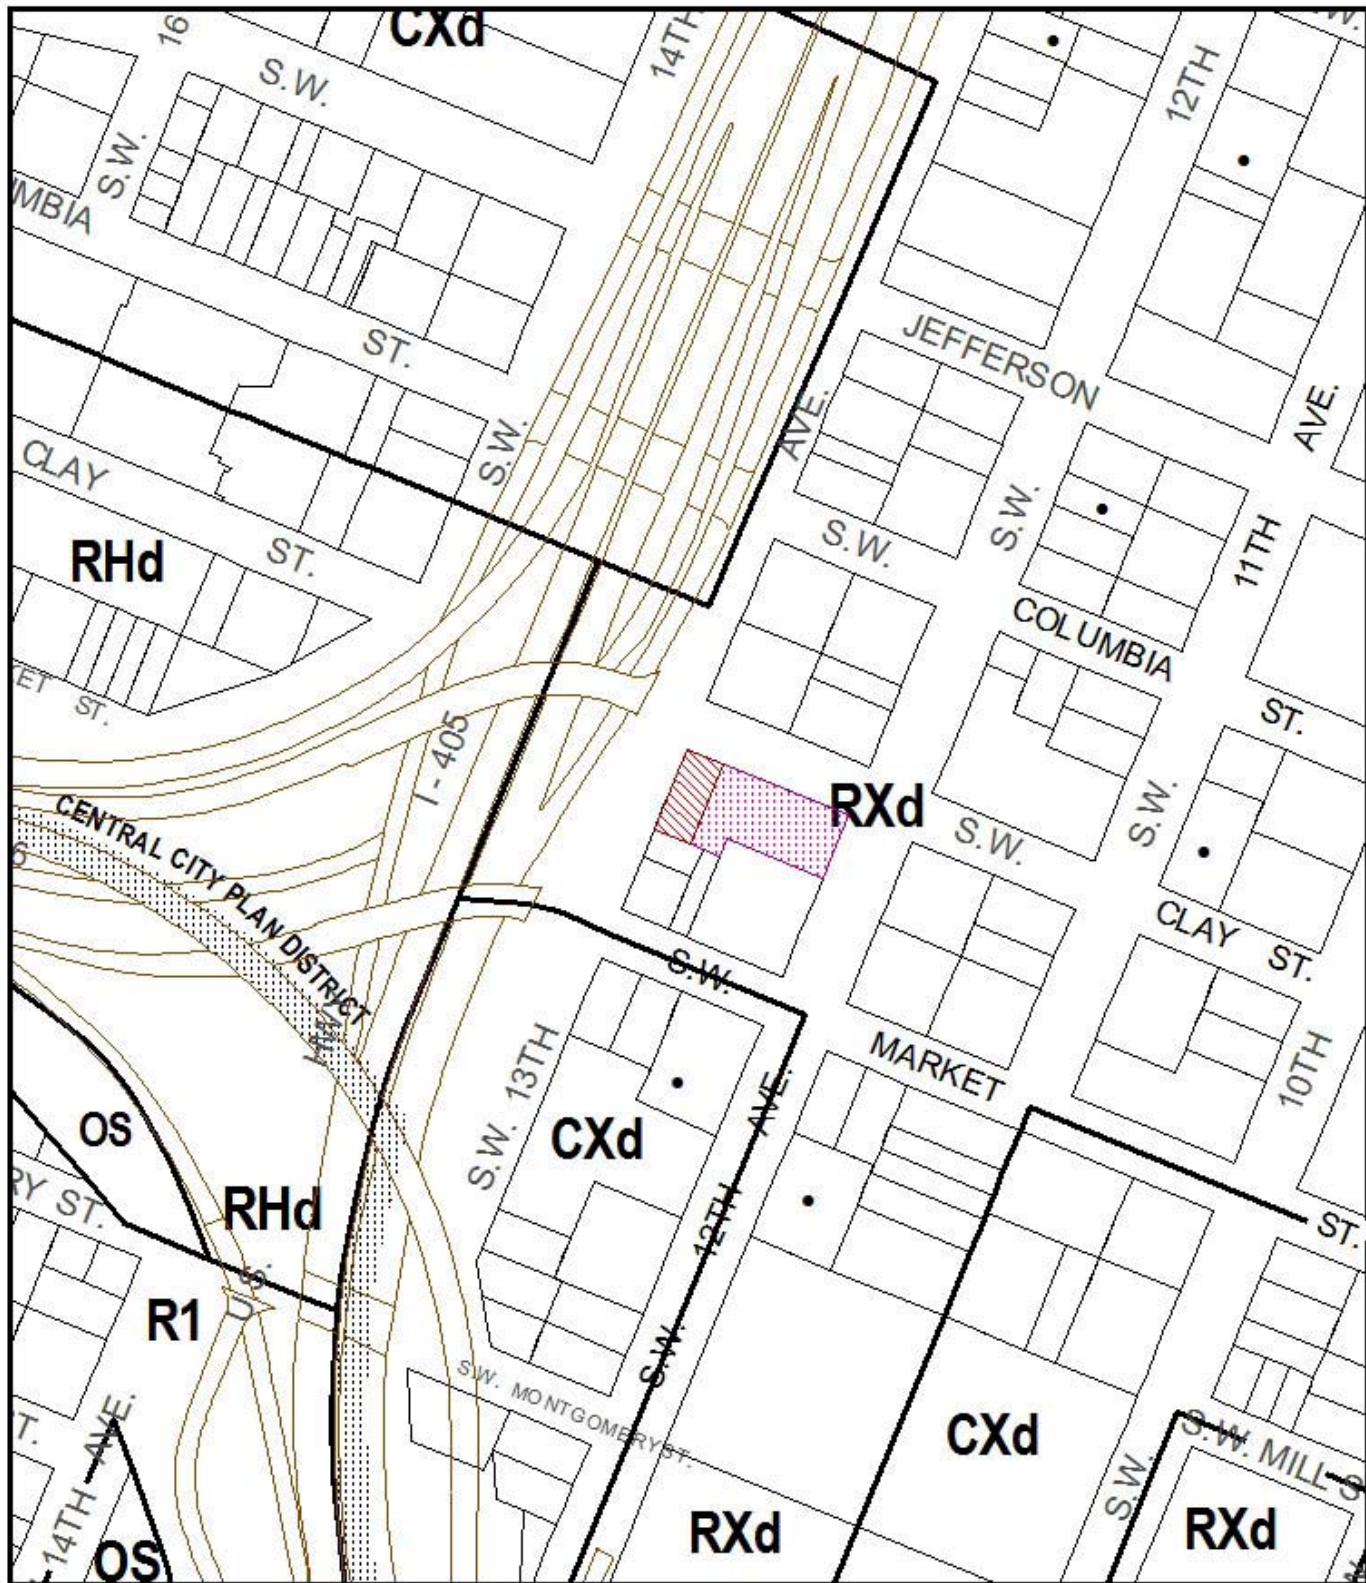 CXd
16
S.W.
14TH
12TH
S.W.
S.W.
MBIA
ST.
JEFFERSON
AVE.
AVE.
CLAY
ST.
S.W.
S.W.
S.W.
11TH
RHd
COLUMBIA
ST.
ET ST.
I - 405
RXd
S.W.
S.W.
CENTRAL CITY PLAN DISTRICT
6
CLAY ST.
S.W.
HWY
MARKET
S.W. 13TH
AVE.
10TH
OS
CXd
RY ST.
RHd
12TH
ST.
U.S.
R1
S.W.
S.W. MONTGOMERY ST.
T.
14TH AVE.
CXd
S.W. MILL S
S.W.
RXd
RXd
OS